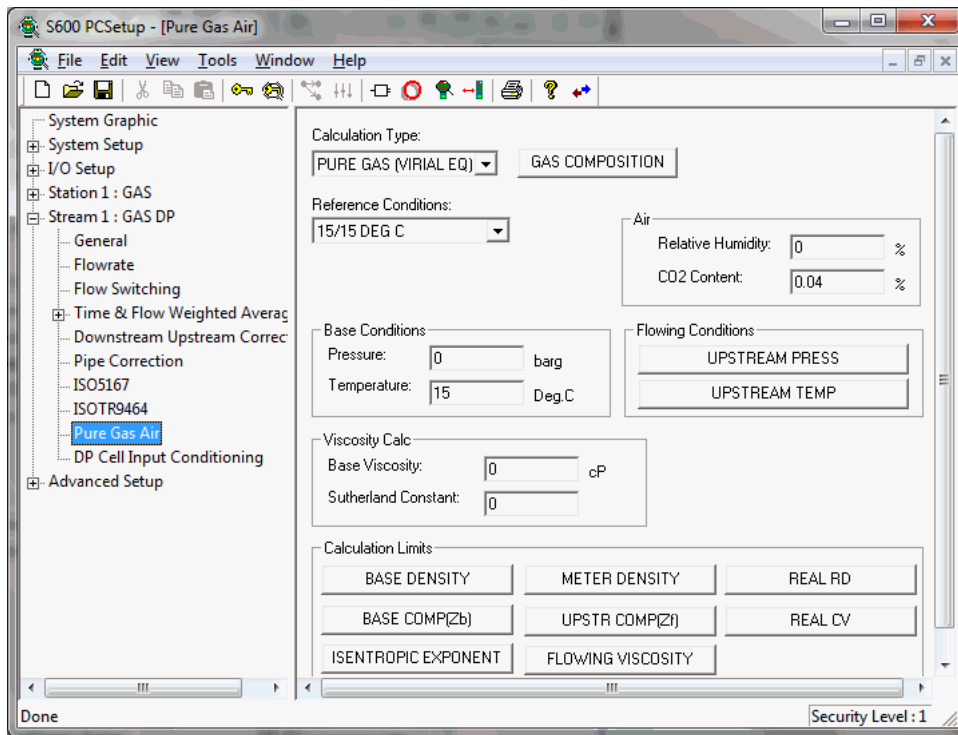 S600 PCSetup - [Pure Gas Air]
File Edit View Tools Window Help
System Graphic
System Setup
I/O Setup
Station 1 : GAS
Stream 1 : GAS DP
General
Flowrate
Flow Switching
Time & Flow Weighted Averag
Downstream Upstream Correc
Pipe Correction
ISO5167
ISOTR9464
Pure Gas Air
DP Cell Input Conditioning
Advanced Setup
Calculation Type:
PURE GAS (VIRIAL EQ)
GAS COMPOSITION
Reference Conditions:
15/15 DEG C
Air
Relative Humidity: 0 %
CO2 Content: 0.04 %
Base Conditions
Pressure: 0 barg
Temperature: 15 Deg.C
Flowing Conditions
UPSTREAM PRESS
UPSTREAM TEMP
Viscosity Calc
Base Viscosity: 0 cP
Sutherland Constant: 0
Calculation Limits
BASE DENSITY METER DENSITY REAL RD
BASE COMP(Zb) UPSTR COMP(Zf) REAL CV
ISENTROPIC EXPONENT FLOWING VISCOSITY
Done Security Level : 1